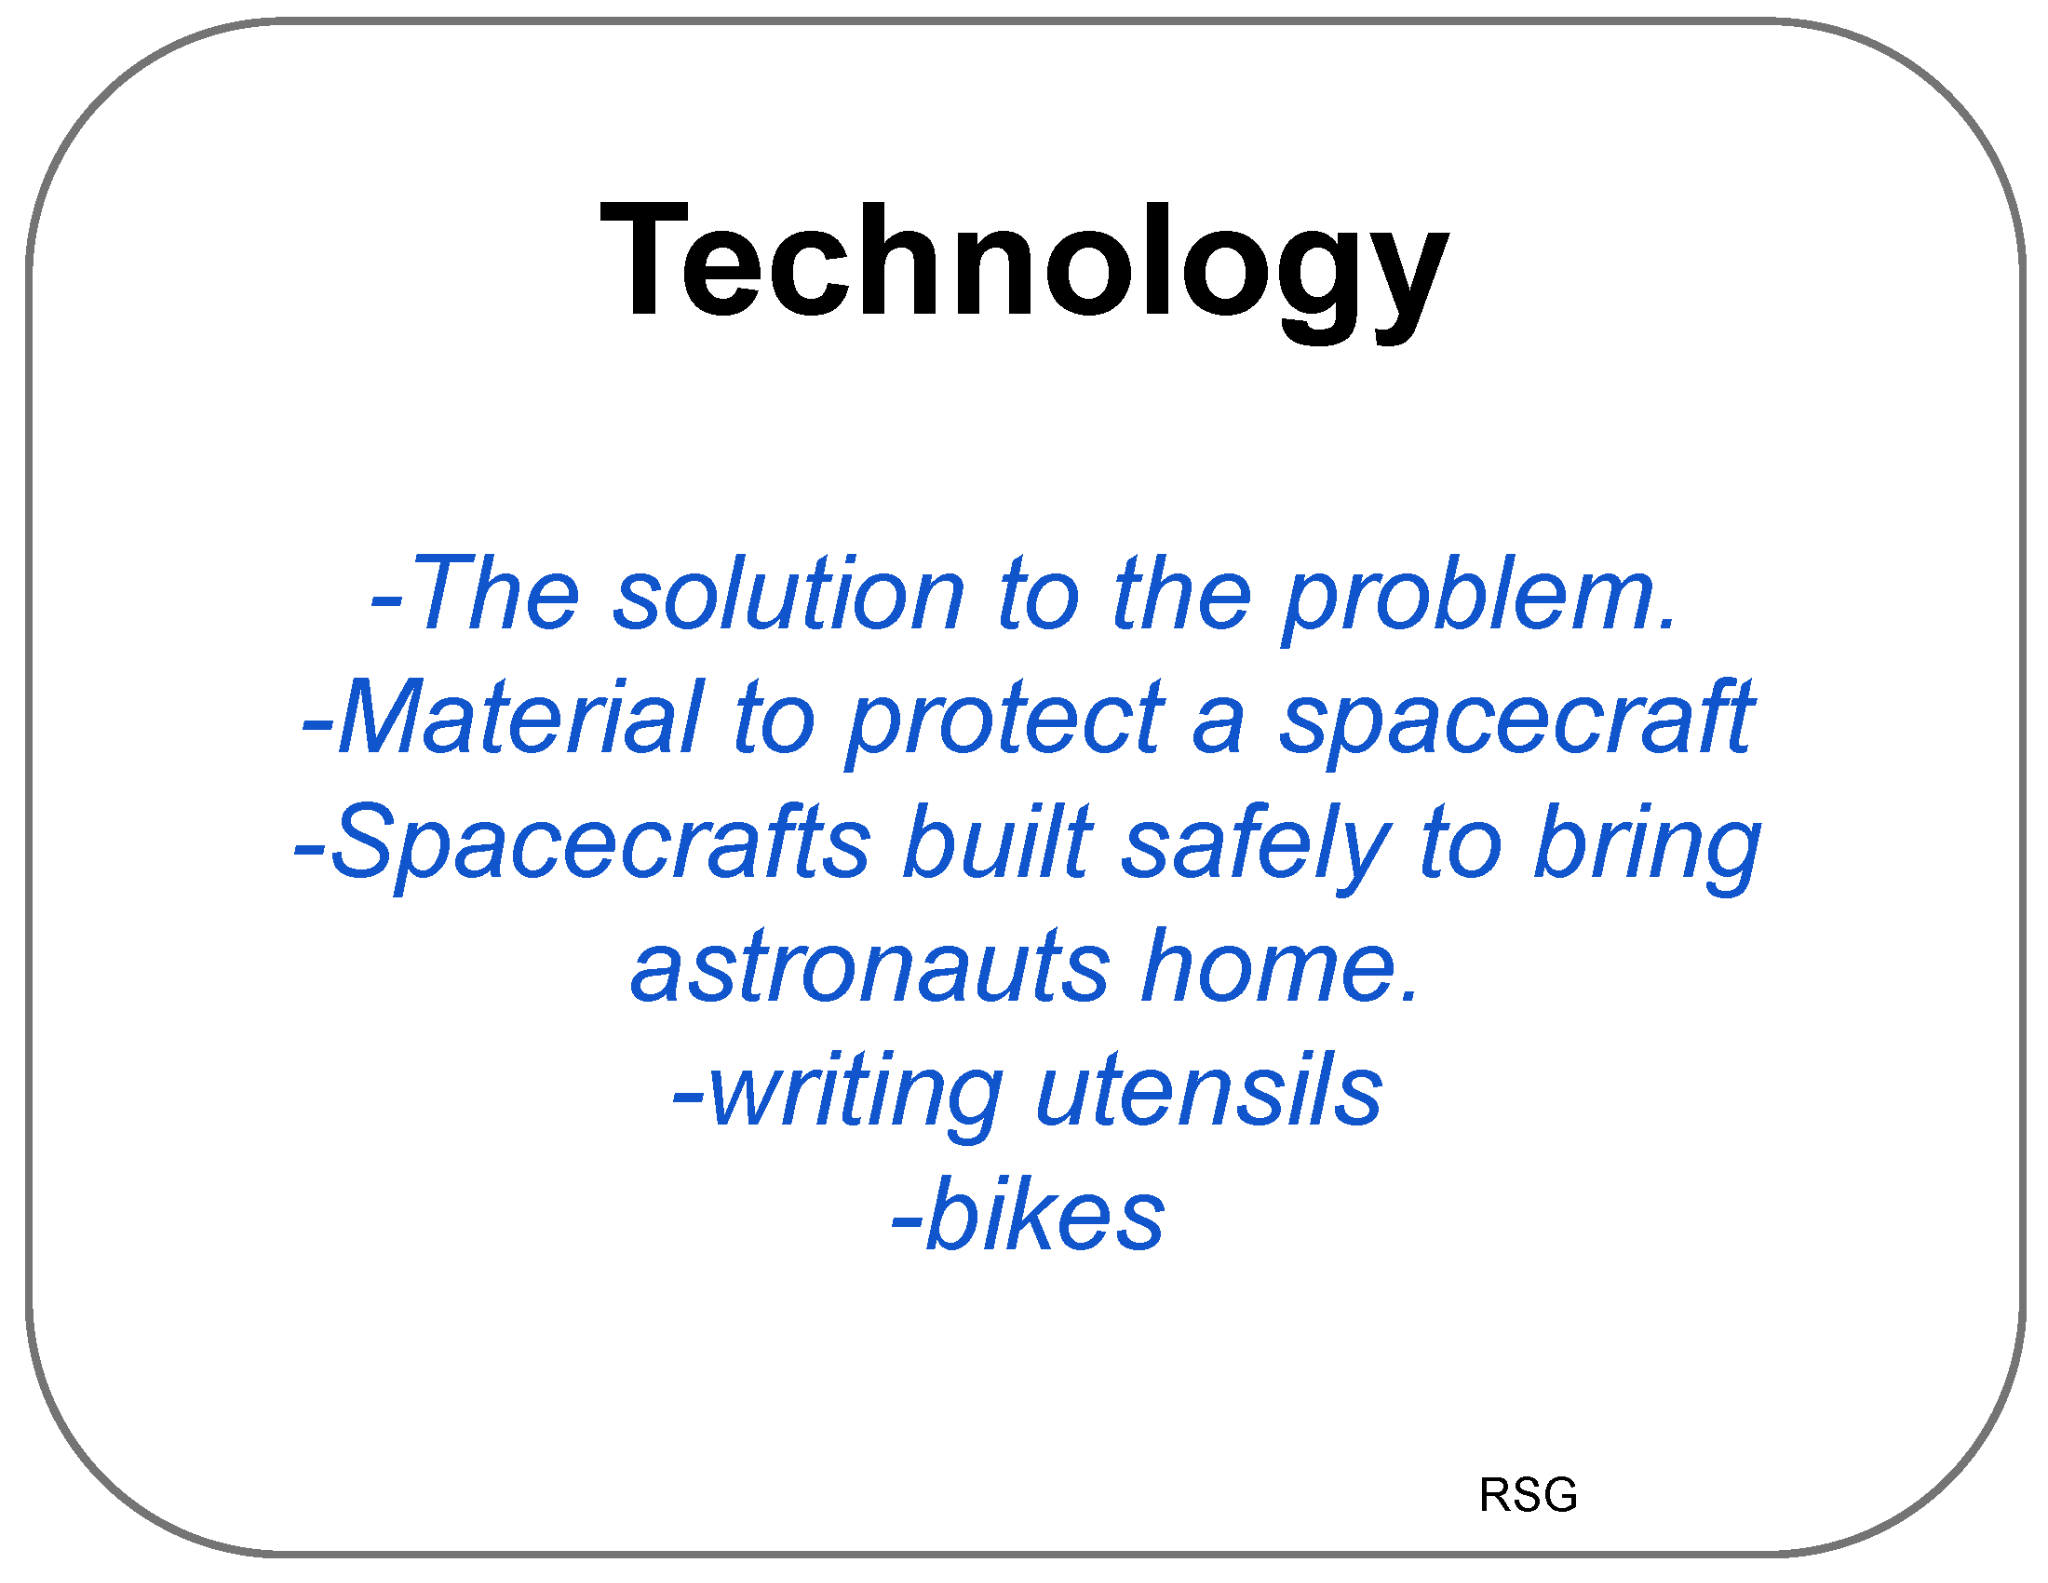 Technology
-The solution to the problem.
-Material to protect a spacecraft
-Spacecrafts built safely to bring
astronauts home.
-writing utensils
-bikes
RSG